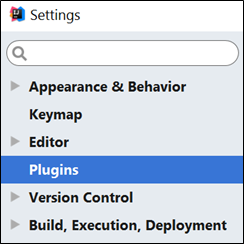 Settings
Appearance & Behavior
Keymap
Editor
Plugins
Version Control
Build, Execution, Deployment